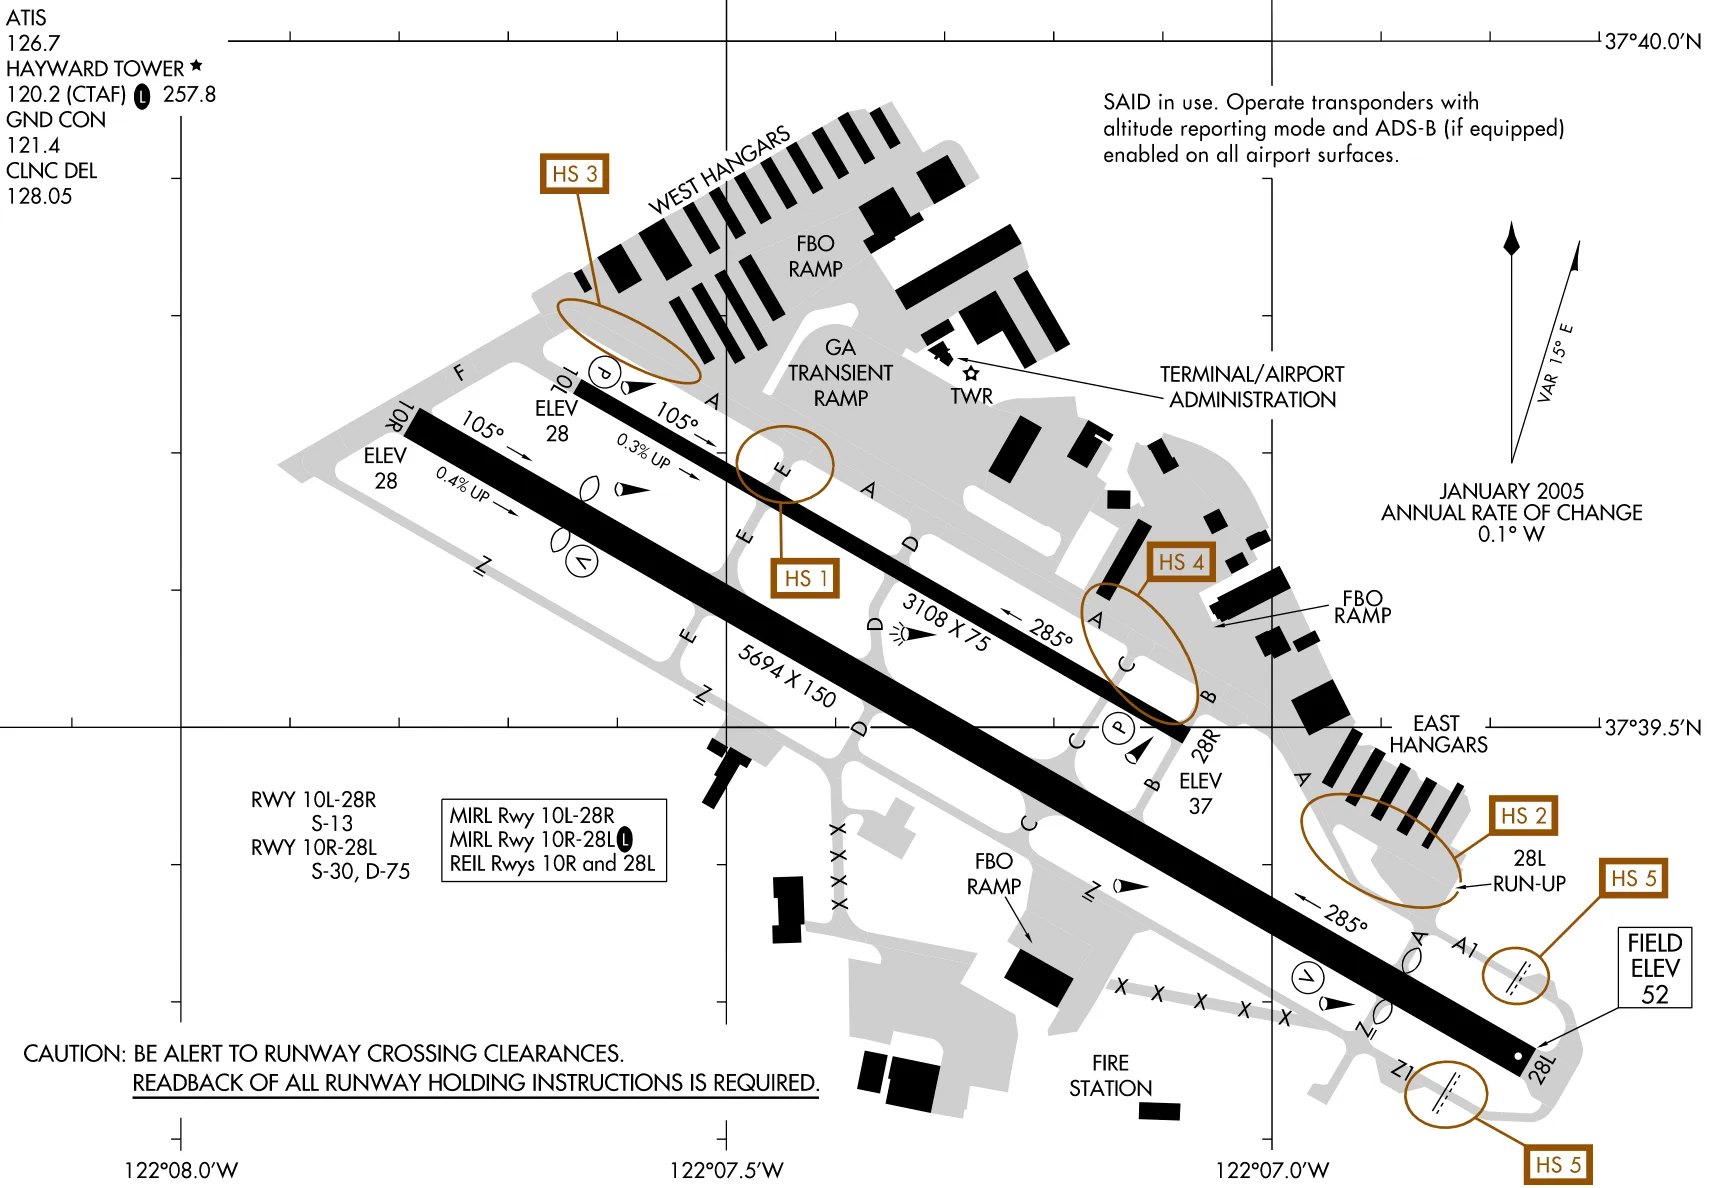 ATIS
126.7
HAYWARD TOWER ★
120.2 (CTAF) L 257.8
GND CON
121.4
CLNC DEL
128.05
37°40.0'N
SAID in use. Operate transponders with
altitude reporting mode and ADS-B (if equipped)
enabled on all airport surfaces.
HS 3
WEST HANGARS
FBO
RAMP
GA
TRANSIENT
RAMP
TWR
TERMINAL/AIRPORT
ADMINISTRATION
VAR 15° E
JANUARY 2005
ANNUAL RATE OF CHANGE
0.1° W
F
P
10L
ELEV
28
A
105°
0.3% UP
10R
ELEV
28
105°
0.4% UP
V
E
A
E
D
HS 1
HS 4
FBO
RAMP
Z
E
D
3108 X 75
285°
A
C
B
Z
5694 X 150
D
C
P
28R
ELEV
37
B
37°39.5'N
EAST
HANGARS
A
HS 2
28L
RUN-UP
HS 5
RWY 10L-28R
S-13
RWY 10R-28L
S-30, D-75
MIRL Rwy 10L-28R
MIRL Rwy 10R-28L L
REIL Rwys 10R and 28L
X
X
X
X
C
FBO
RAMP
Z
285°
A
A1
FIELD
ELEV
52
V
X X X X X
Z
Z1
28L
FIRE
STATION
HS 5
CAUTION: BE ALERT TO RUNWAY CROSSING CLEARANCES.
READBACK OF ALL RUNWAY HOLDING INSTRUCTIONS IS REQUIRED.
122°08.0'W
122°07.5'W
122°07.0'W